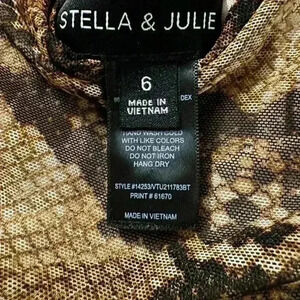 STELLA & JULIE
6
MADE IN
VIETNAM
DEX
HAND WASH COLD
WITH LIKE COLORS
DO NOT BLEACH
DO NOT IRON
HANG DRY
STYLE #14253/VTU211783BT
PRINT # 61670
MADE IN VIETNAM